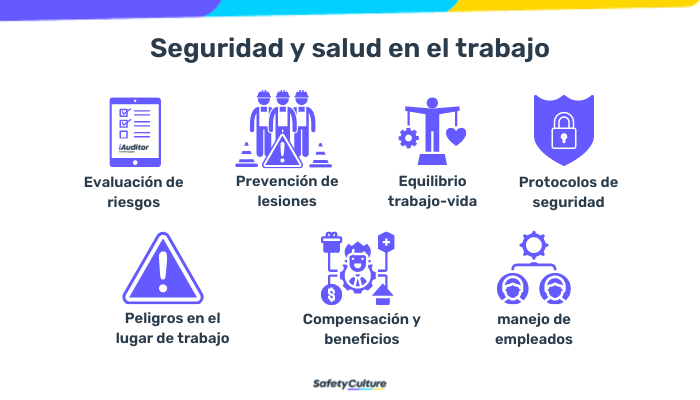 Seguridad y salud en el trabajo
iAuditor
Evaluación de
riesgos
Prevención de
lesiones
Equilibrio
trabajo-vida
Protocolos de
seguridad
Peligros en el
lugar de trabajo
Compensación y
beneficios
manejo de
empleados
SafetyCulture